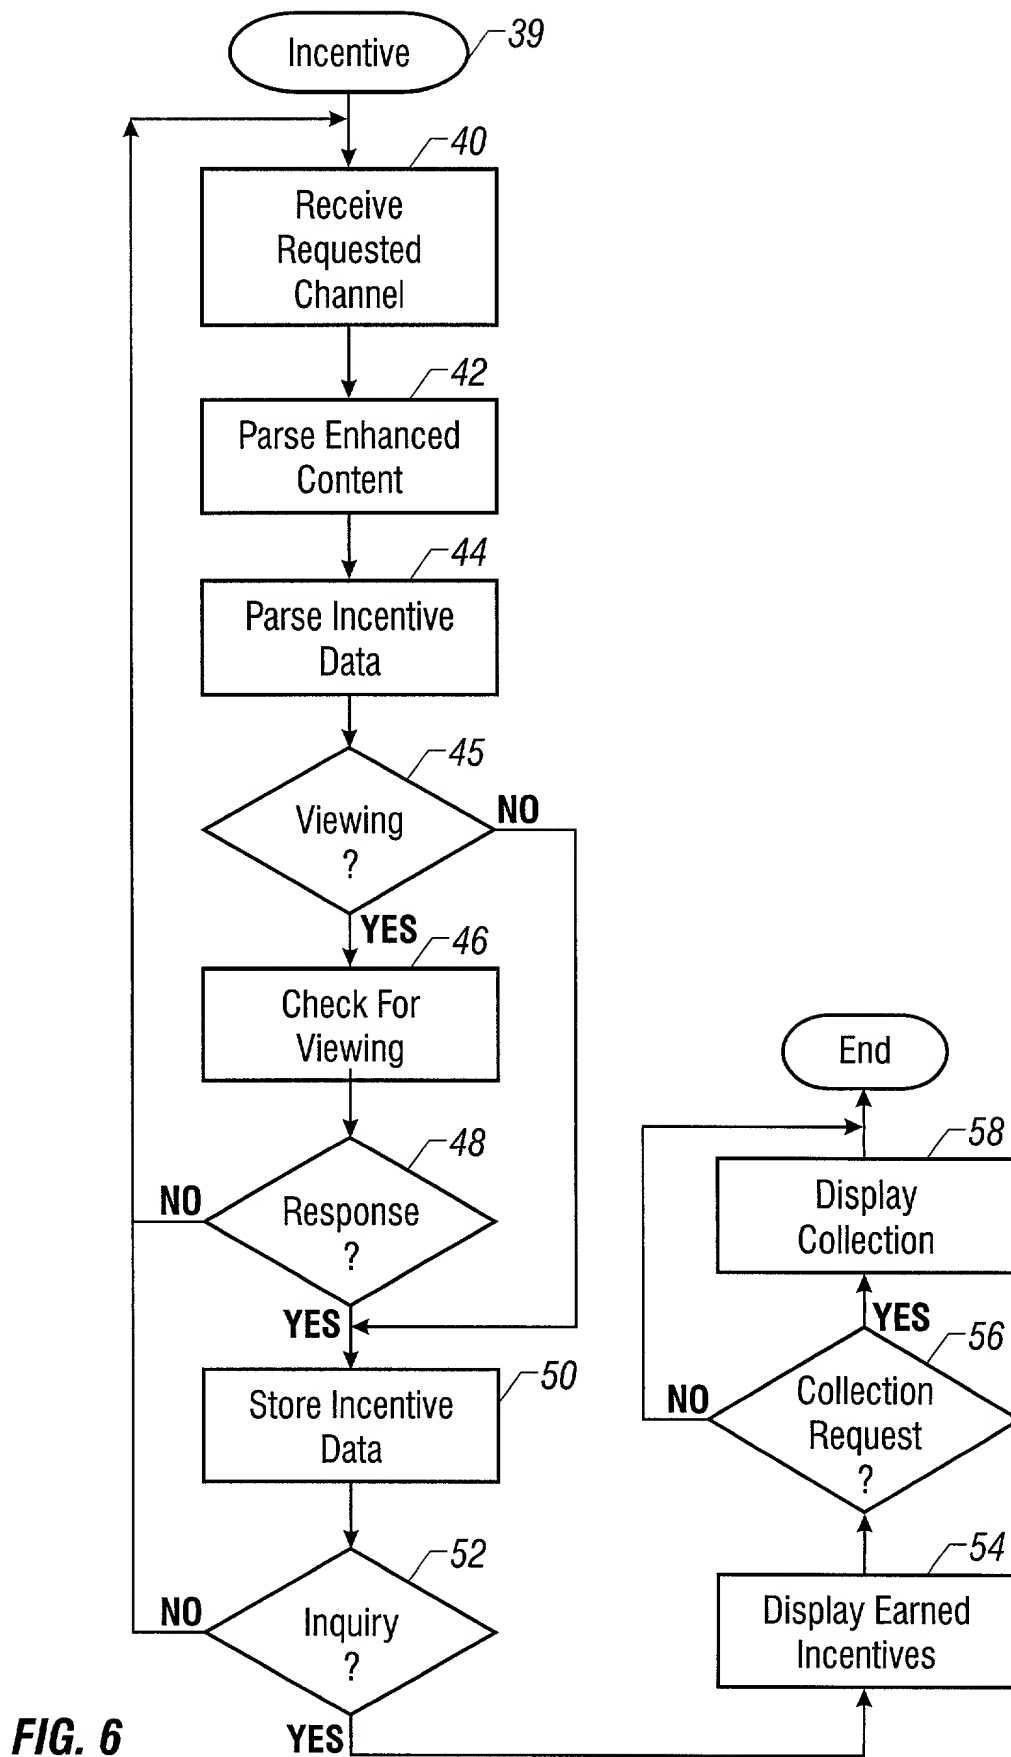 Incentive
39
40
Receive
Requested
Channel
42
Parse Enhanced
Content
44
Parse Incentive
Data
45
Viewing
?
NO
YES
46
Check For
Viewing
48
Response
?
NO
YES
50
Store Incentive
Data
52
Inquiry
?
NO
YES
54
Display Earned
Incentives
56
Collection
Request
?
NO
YES
58
Display
Collection
End
FIG. 6